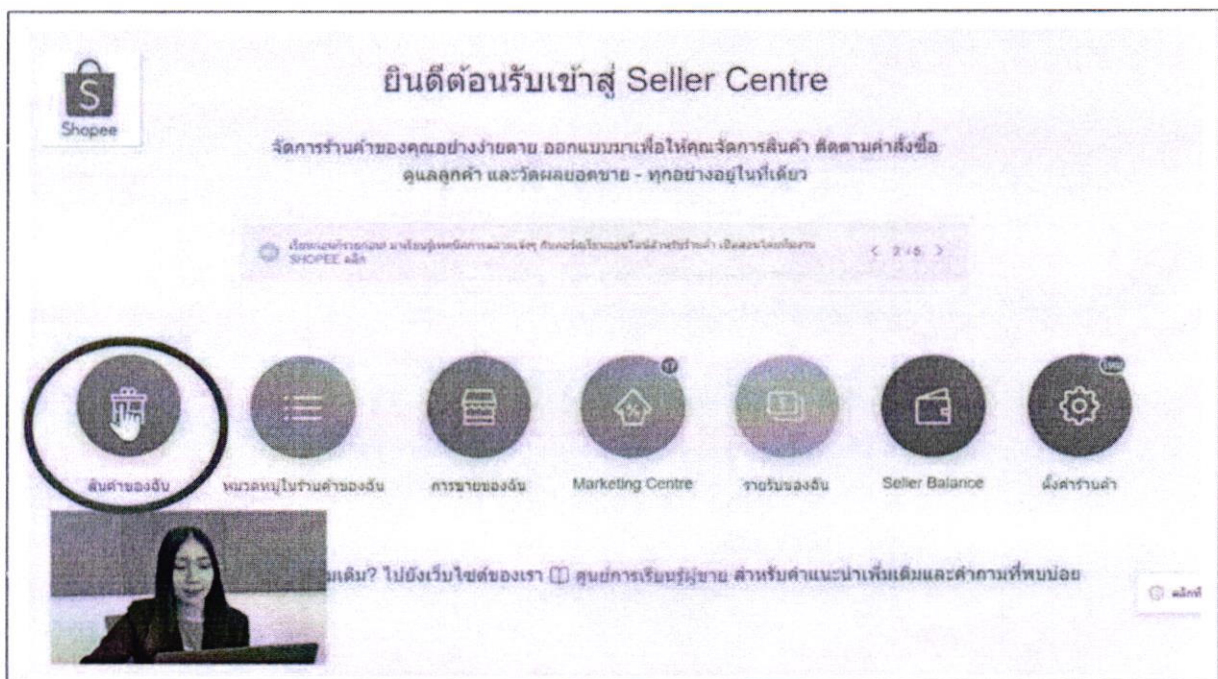 S
Shopee
ยินดีต้อนรับเข้าสู่ Seller Centre
จัดการร้านค้าของคุณอย่างง่ายดาย ออกแบบมาเพื่อให้คุณจัดการสินค้า ติดตามคำสั่งซื้อ
ดูแลลูกค้า และวัดผลยอดขาย - ทุกอย่างอยู่ในที่เดียว
SHOPEE คลิก
< 2 / 5 >
สินค้าของฉัน
หมวดหมู่ในร้านค้าของฉัน
การขายของฉัน
Marketing Centre
รายรับของฉัน
Seller Balance
ตั้งค่าร้านค้า
มเติม? ไปยังเว็บไซต์ของเรา ศูนย์การเรียนรู้ผู้ขาย สำหรับคำแนะนำเพิ่มเติมและคำถามที่พบบ่อย